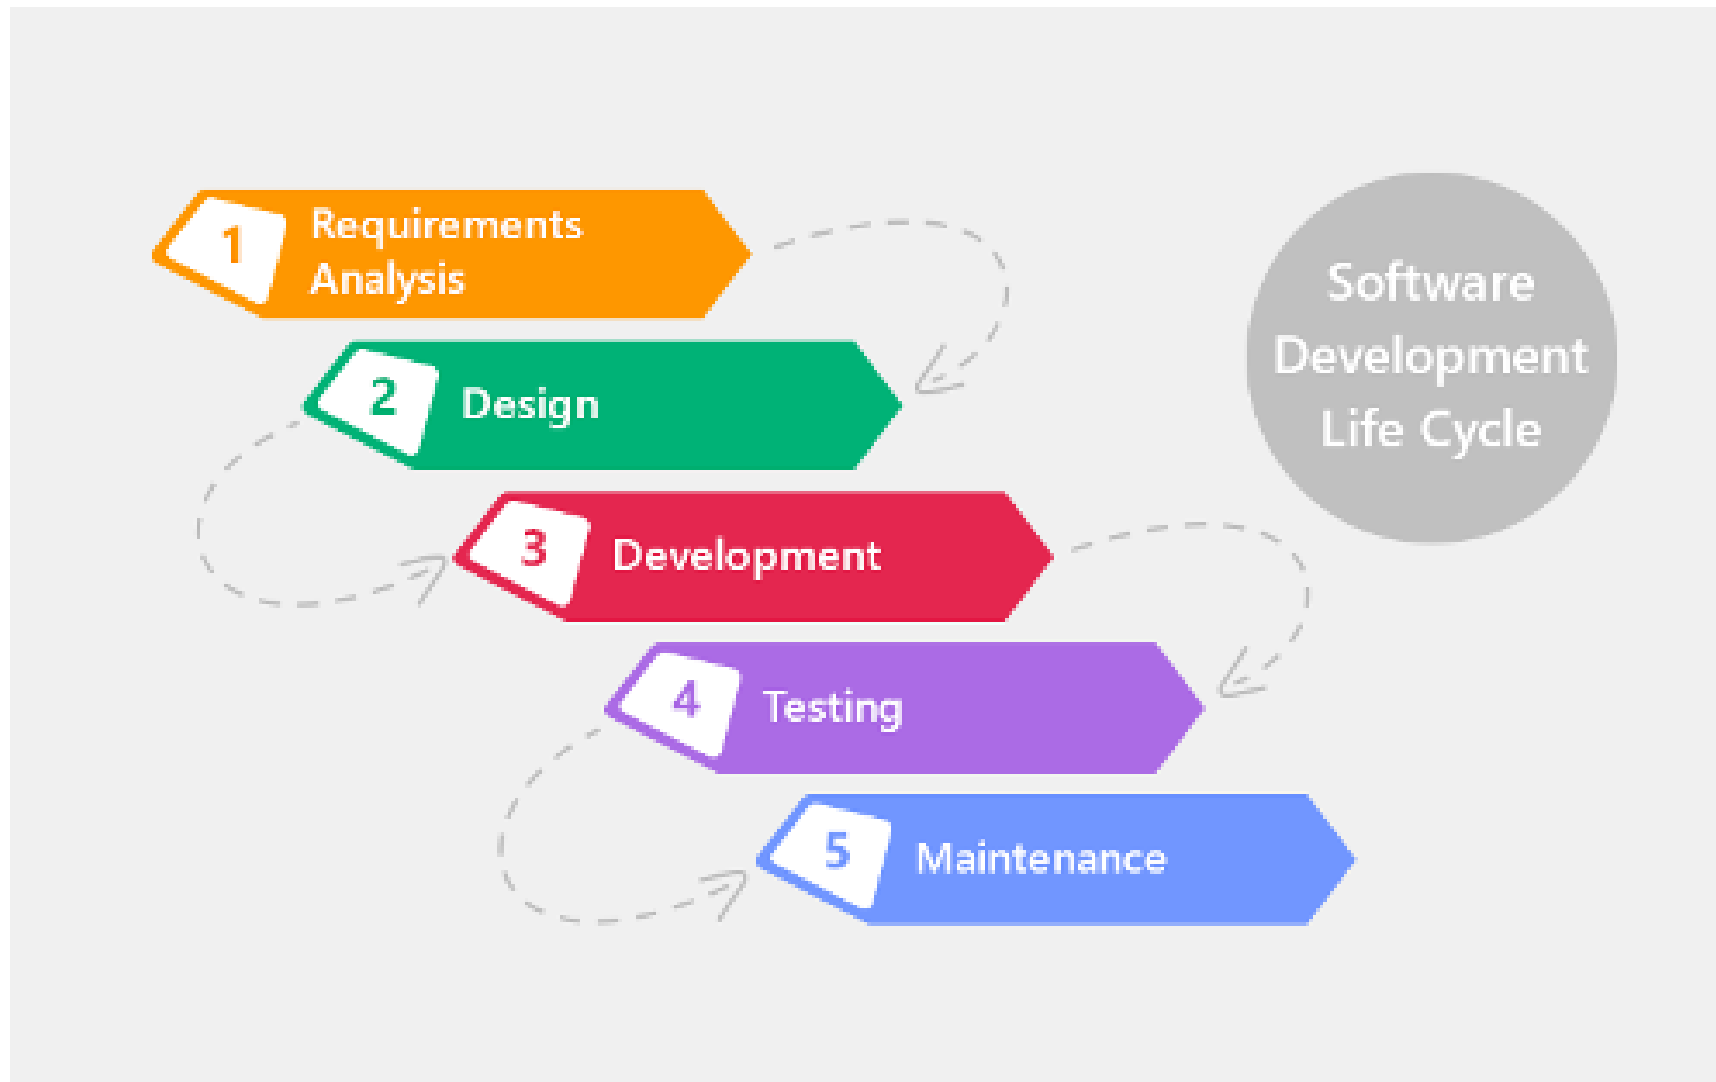 1
Requirements
Analysis
2
Design
3
Development
4
Testing
5
Maintenance
Software
Development
Life Cycle